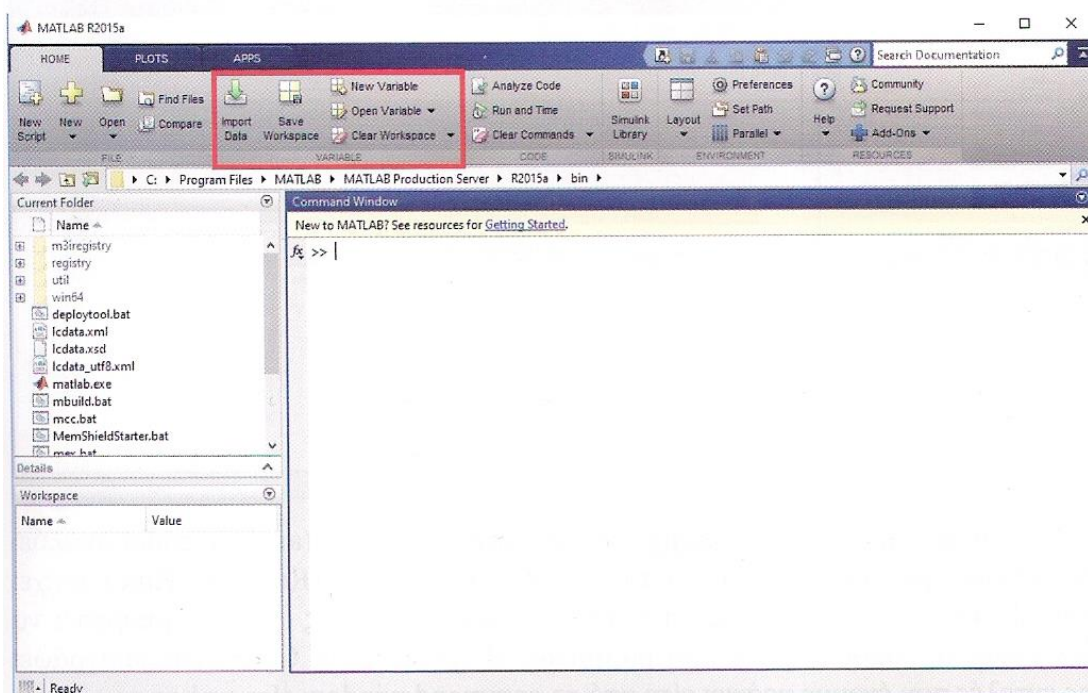 MATLAB R2015a
HOME PLOTS APPS
Search Documentation
New Script
New
Open
Find Files
Compare
FILE
Import Data
Save Workspace
New Variable
Open Variable
Clear Workspace
VARIABLE
Analyze Code
Run and Time
Clear Commands
CODE
Simulink Library
SIMULINK
Layout
Preferences
Set Path
Parallel
ENVIRONMENT
Help
Community
Request Support
Add-Ons
RESOURCES
C: Program Files MATLAB MATLAB Production Server R2015a bin
Current Folder
Name
m3iregistry
registry
util
win64
deploytool.bat
lcdata.xml
lcdata.xsd
lcdata_utf8.xml
matlab.exe
mbuild.bat
mcc.bat
MemShieldStarter.bat
mex.bat
Details
Workspace
Name Value
Command Window
New to MATLAB? See resources for Getting Started.
fx >>
Ready